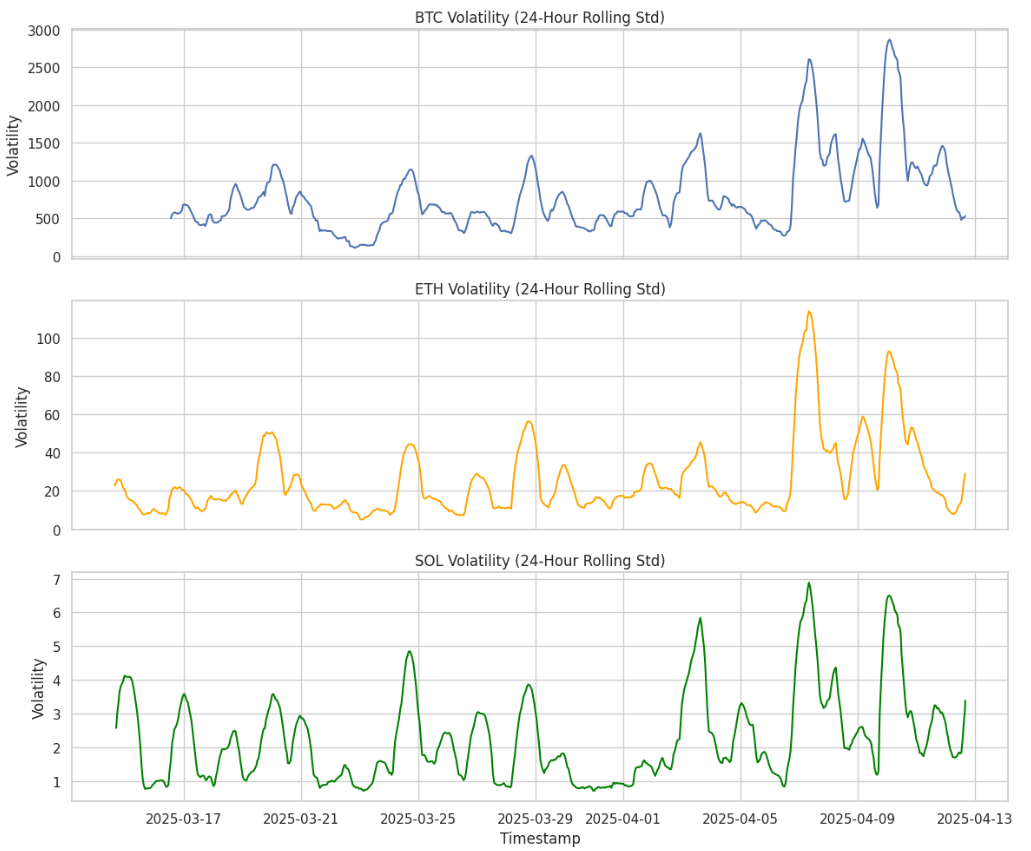 BTC Volatility (24-Hour Rolling Std)
3000
2500
2000
1500
1000
500
0
Volatility
ETH Volatility (24-Hour Rolling Std)
100
80
60
40
20
0
Volatility
SOL Volatility (24-Hour Rolling Std)
7
6
5
4
3
2
1
Volatility
2025-03-17 2025-03-21 2025-03-25 2025-03-29 2025-04-01 2025-04-05 2025-04-09 2025-04-13
Timestamp